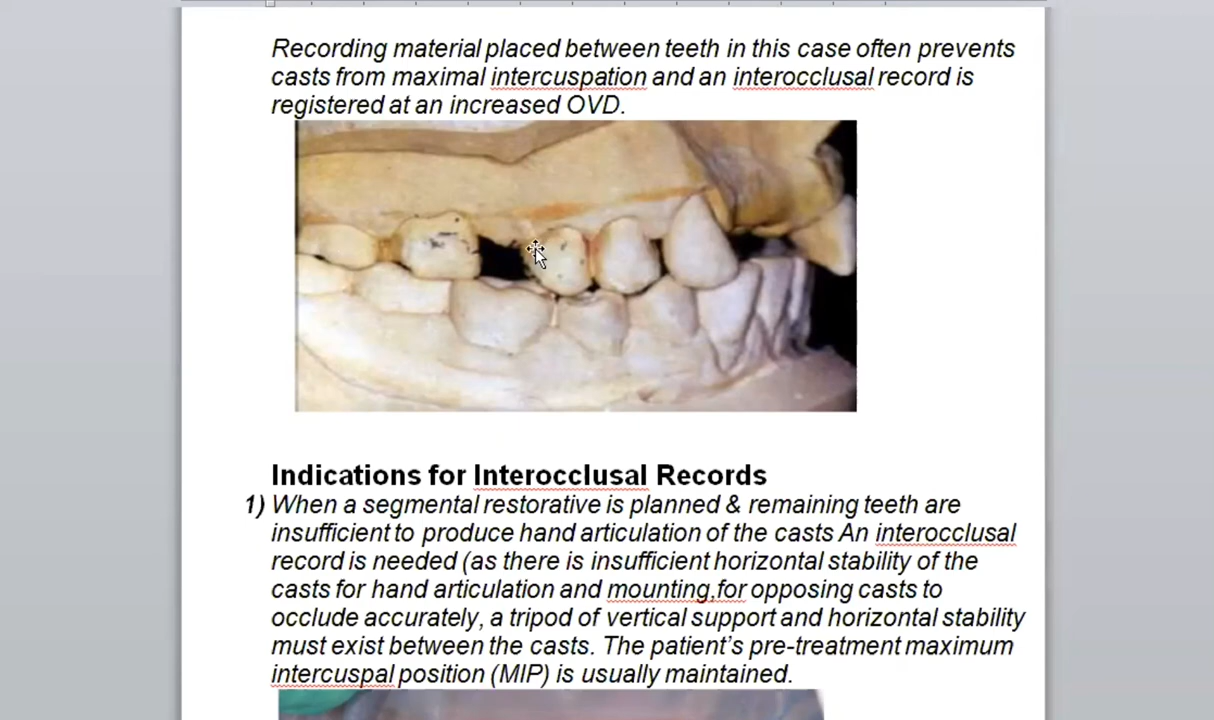 Recording material placed between teeth in this case often prevents
casts from maximal intercuspation and an interocclusal record is
registered at an increased OVD.
Indications for Interocclusal Records
1) When a segmental restorative is planned & remaining teeth are
insufficient to produce hand articulation of the casts An interocclusal
record is needed (as there is insufficient horizontal stability of the
casts for hand articulation and mounting,for opposing casts to
occlude accurately, a tripod of vertical support and horizontal stability
must exist between the casts. The patient's pre-treatment maximum
intercuspal position (MIP) is usually maintained.